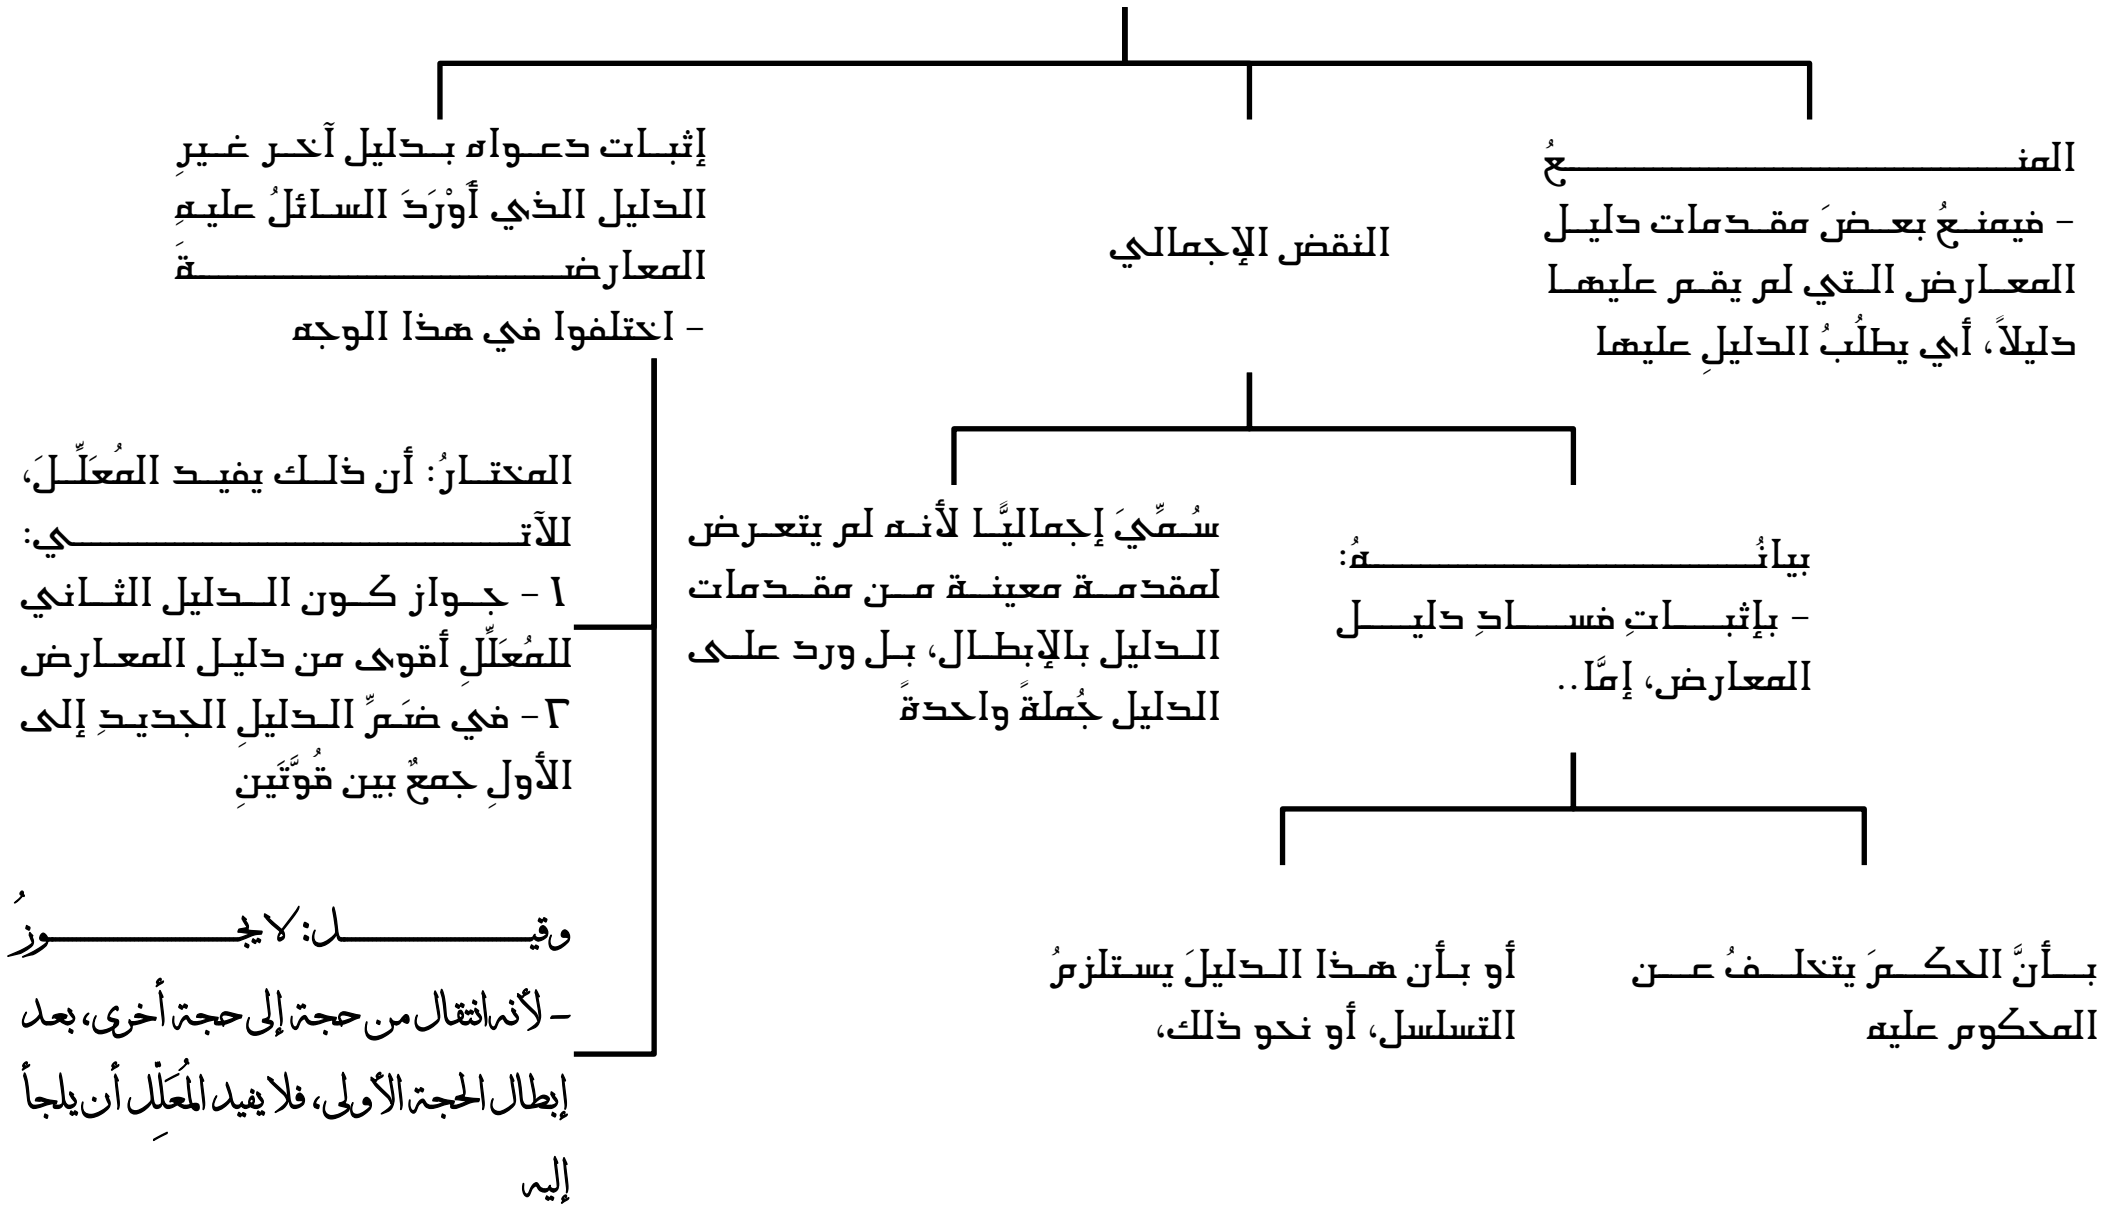 المنعُ
- فيمنعُ بعضَ مقدمات دليل
المعارض التي لم يقم عليها
دليلاً، أي يطلُبُ الدليلِ عليها
النقض الإجمالي
بيانُهُ:
- بإثباتِ فسادِ دليل
المعارض، إمَّا..
بأنَّ الحكمَ يتخلفُ عن
المحكوم عليه
أو بأن هذا الدليلَ يستلزمُ
التسلسل، أو نحو ذلك،
سُمِّيَ إجماليًّا لأنه لم يتعرض
لمقدمة معينة من مقدمات
الدليل بالإبطال، بل ورد على
الدليل جُملةً واحدةً
إثبات دعواه بدليل آخر غيرِ
الدليل الذي أَوْرَدَ السائلُ عليهِ
المعارضةَ
- اختلفوا في هذا الوجه
المختارُ: أن ذلك يفيد المُعَلِّلَ،
للآتي:
١- جواز كون الدليل الثاني
للمُعَلِّلِ أقوى من دليل المعارض
٢- في ضَمِّ الدليلِ الجديدِ إلى
الأولِ جمعٌ بين قُوَّتَينِ
وقيل: لا يجوزُ
- لأنه انتقال من حجة إلى حجة أخرى، بعد
إبطال الحجة الأولى، فلا يفيد المُعَلِّلِ أن يلجأ
إليه